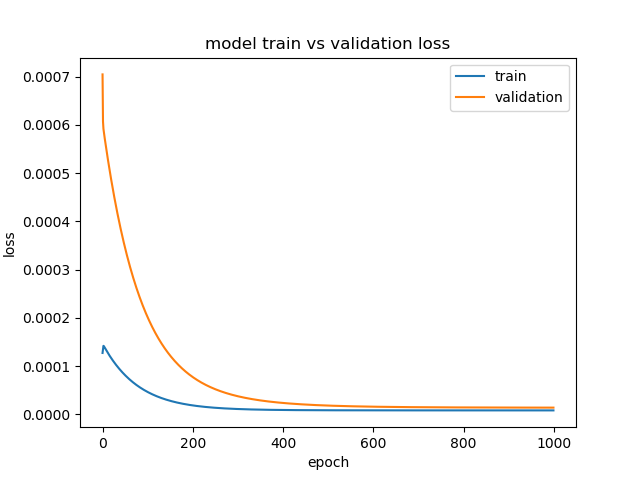 model train vs validation loss
train
validation
0.0007
0.0006
0.0005
0.0004
0.0003
0.0002
0.0001
0.0000
loss
0 200 400 600 800 1000
epoch